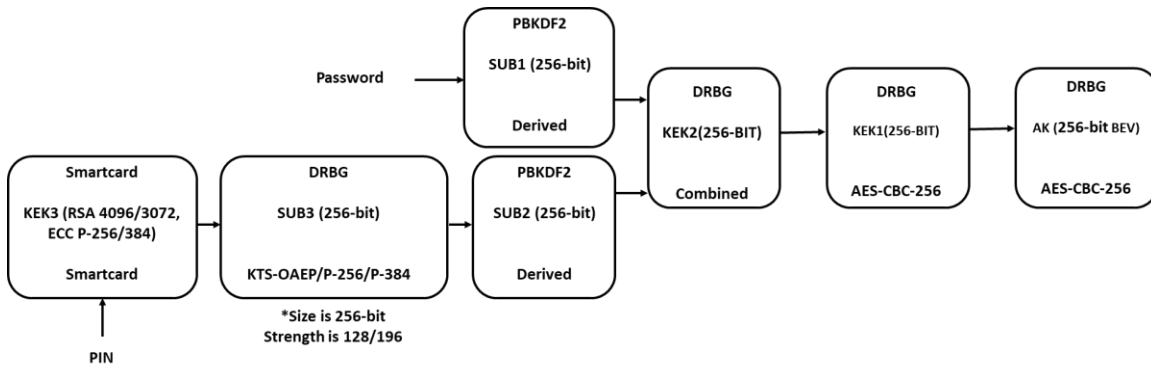 PBKDF2
SUB1 (256-bit)
Derived
Password
DRBG
KEK2(256-BIT)
Combined
DRBG
KEK1(256-BIT)
AES-CBC-256
DRBG
AK (256-bit BEV)
AES-CBC-256
Smartcard
KEK3 (RSA 4096/3072,
ECC P-256/384)
Smartcard
DRBG
SUB3 (256-bit)
KTS-OAEP/P-256/P-384
PBKDF2
SUB2 (256-bit)
Derived
*Size is 256-bit
Strength is 128/196
PIN